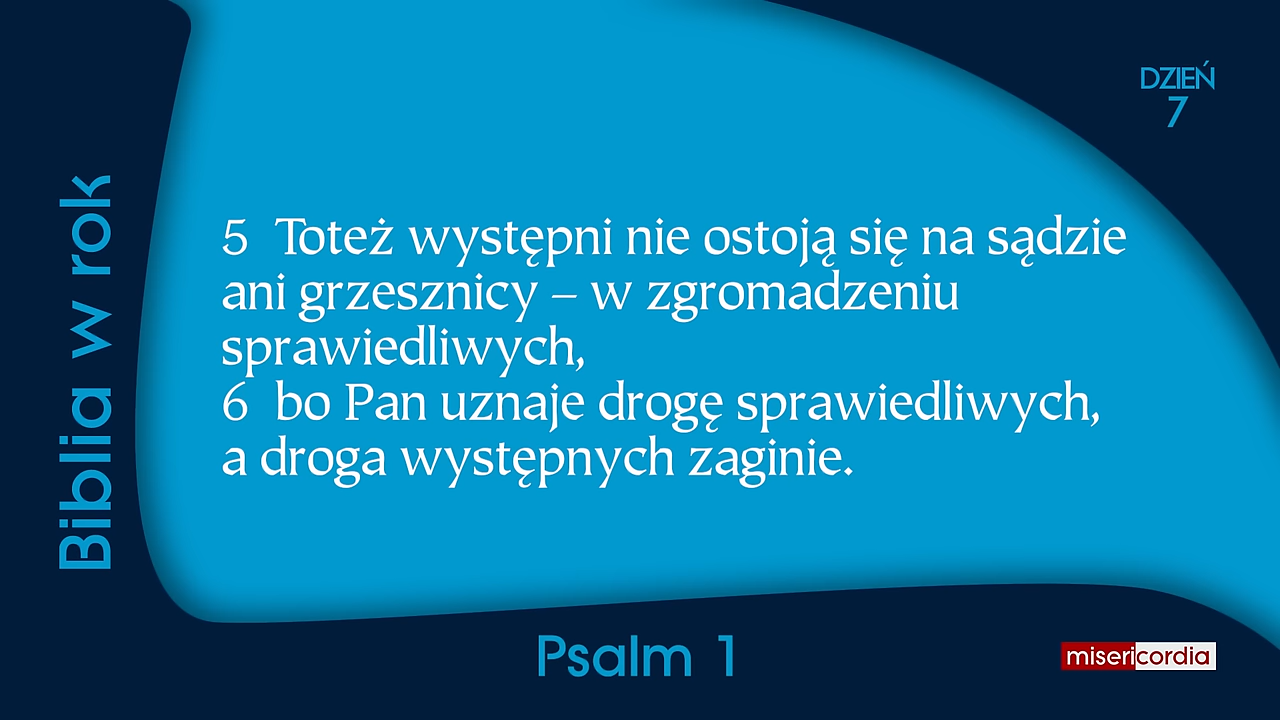 DZIEŃ
7
Biblia w rok
5 Toteż występni nie ostoją się na sądzie
ani grzesznicy – w zgromadzeniu
sprawiedliwych,
6 bo Pan uznaje drogę sprawiedliwych,
a droga występnych zaginie.
Psalm 1
misericordia